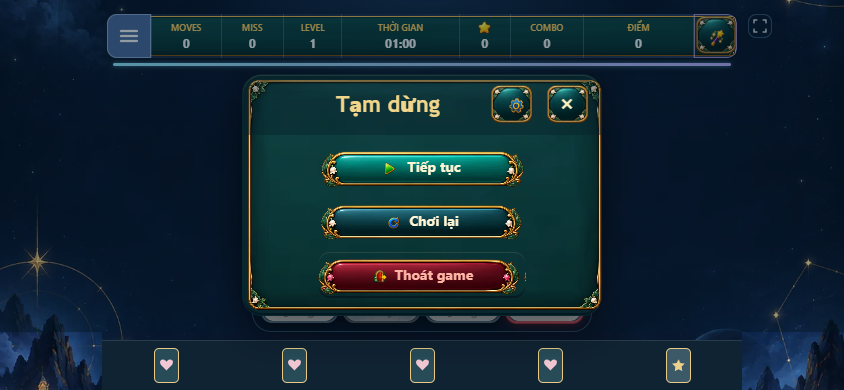 MOVES MISS LEVEL THỜI GIAN COMBO ĐIỂM
0 0 1 01:00 0 0 0
Tạm dừng
Tiếp tục
Chơi lại
Thoát game